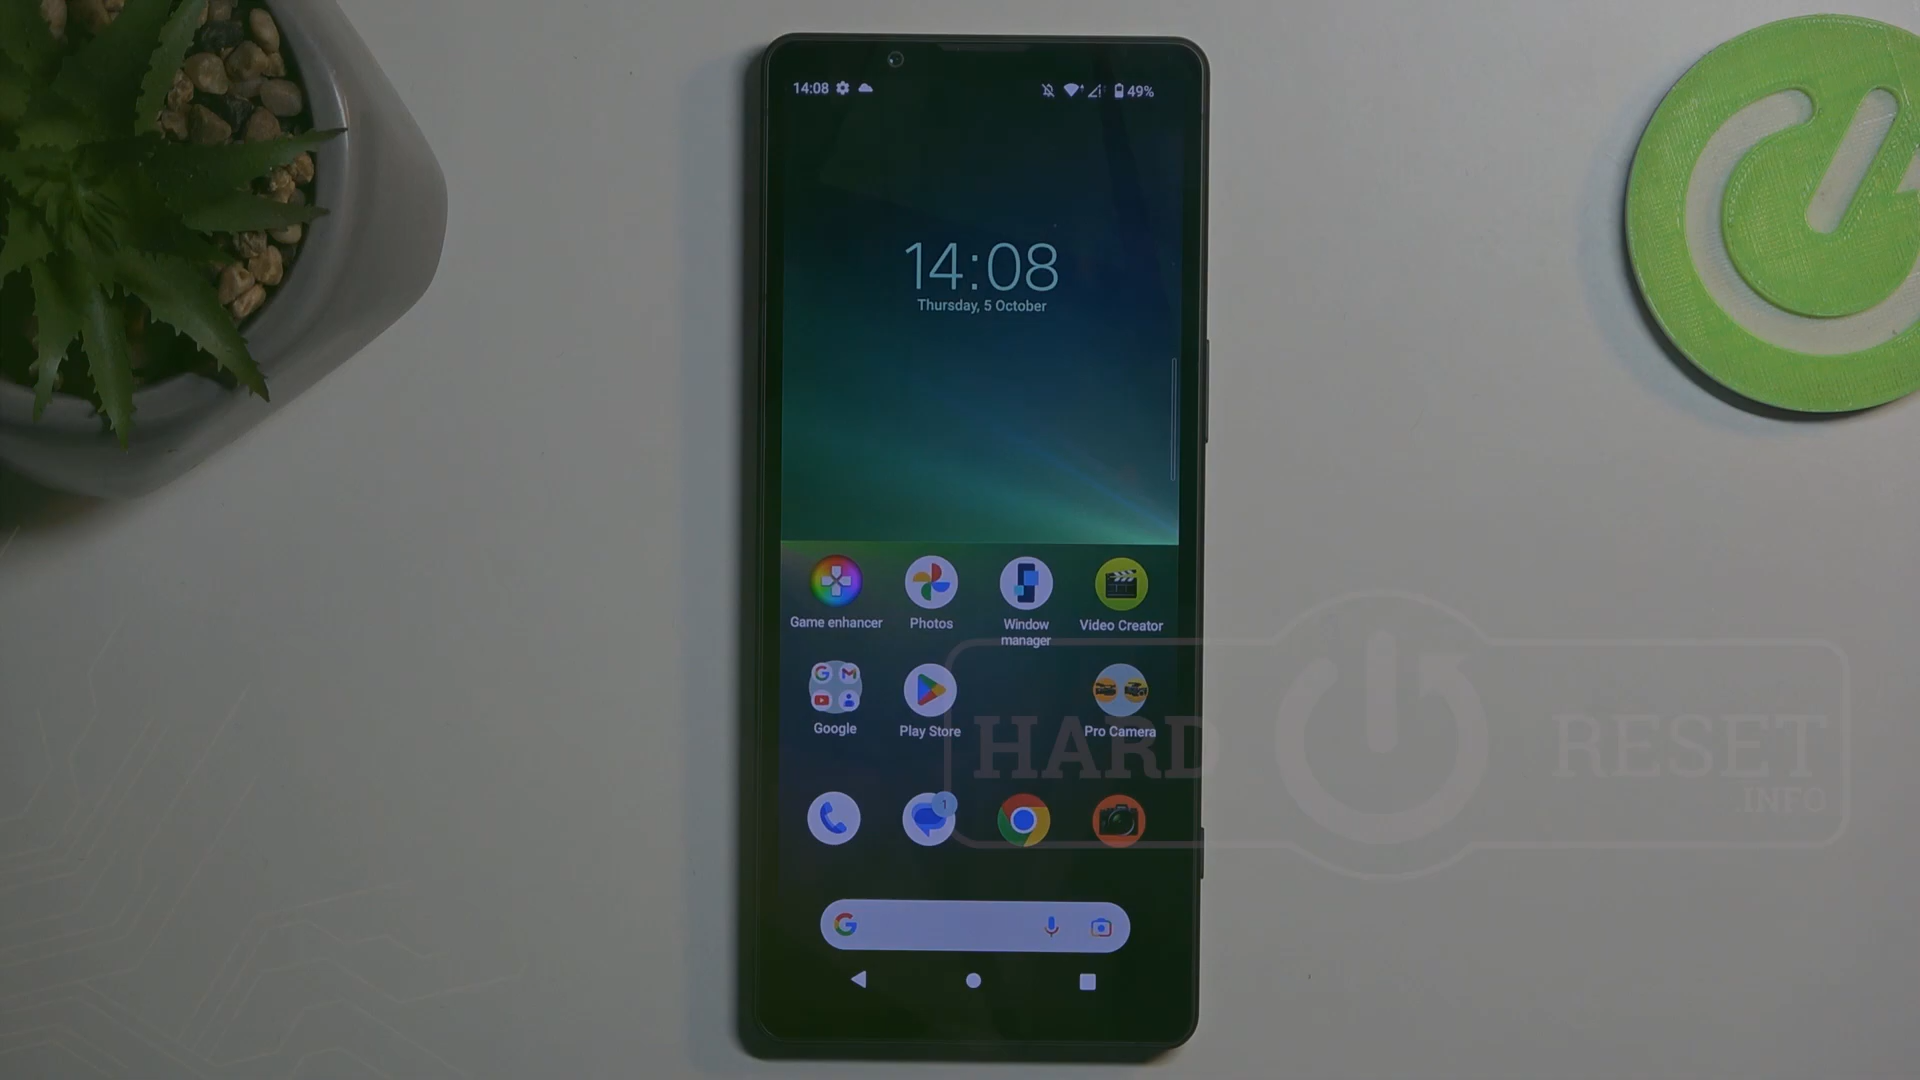 14:08
49%
14:08
Thursday, 5 October
Game enhancer
Photos
Window
manager
Video Creator
Google
Play Store
Pro Camera
1
HARD RESET
INFO